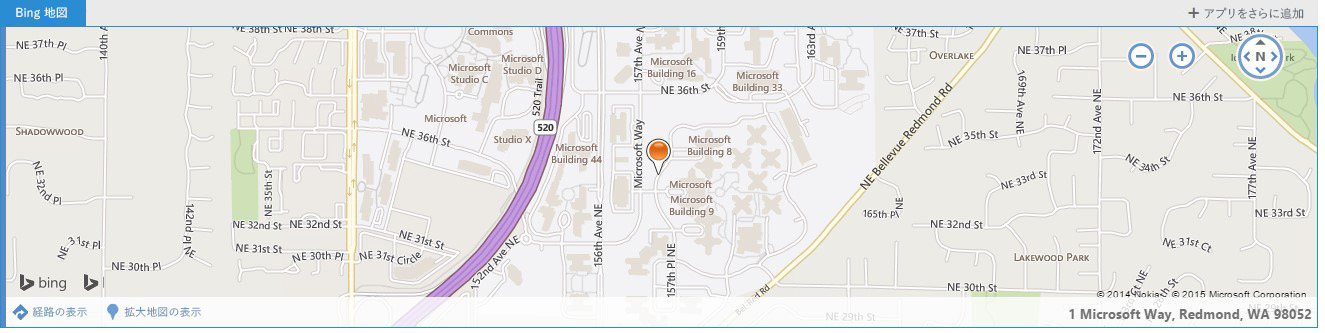 Bing 地図
+ アプリをさらに追加
NE 37th Pl
140th A
NE 38th St
NE 38th St
Commons
157th Ave N
159th
163rd A
NE 37th Pl
OVERLAKE
N
Microsoft
Studio D
Microsoft
Building 16
NE 36th Pl
Microsoft
Studio C
520 Trail
Microsoft
Building 33
NE 36th St
169th Ave NE
NE 36th St
172nd Ave NE
SHADOWWOOD
Microsoft
NE 36th St
Studio X
520
Microsoft
Building 44
Microsoft Way
Microsoft
Building 8
NE Bellevue Redmond Rd
NE 35th St
NE 34th St
177th Ave NE
NE 32nd Pl
NE 35th St
Microsoft
Microsoft
Building 9
NE 33rd St
165th Pl
NE
NE 33rd St
142nd Pl NE
NE 32nd St
NE 32nd St
156th Ave NE
NE 32nd St
NE 31st Pl
NE 31st St
NE 31st St
NE 31st Ct
NE 30th Pl
NE 30th Pl
NE 31st Circle
152nd Ave NE
157th Pl NE
LAKEWOOD PARK
bing
Bel-Red Rd
NE 30th St
© 2014 Nokia
© 2015 Microsoft Corporation
経路の表示
拡大地図の表示
NE 29th St
NE 29th St
1 Microsoft Way, Redmond, WA 98052